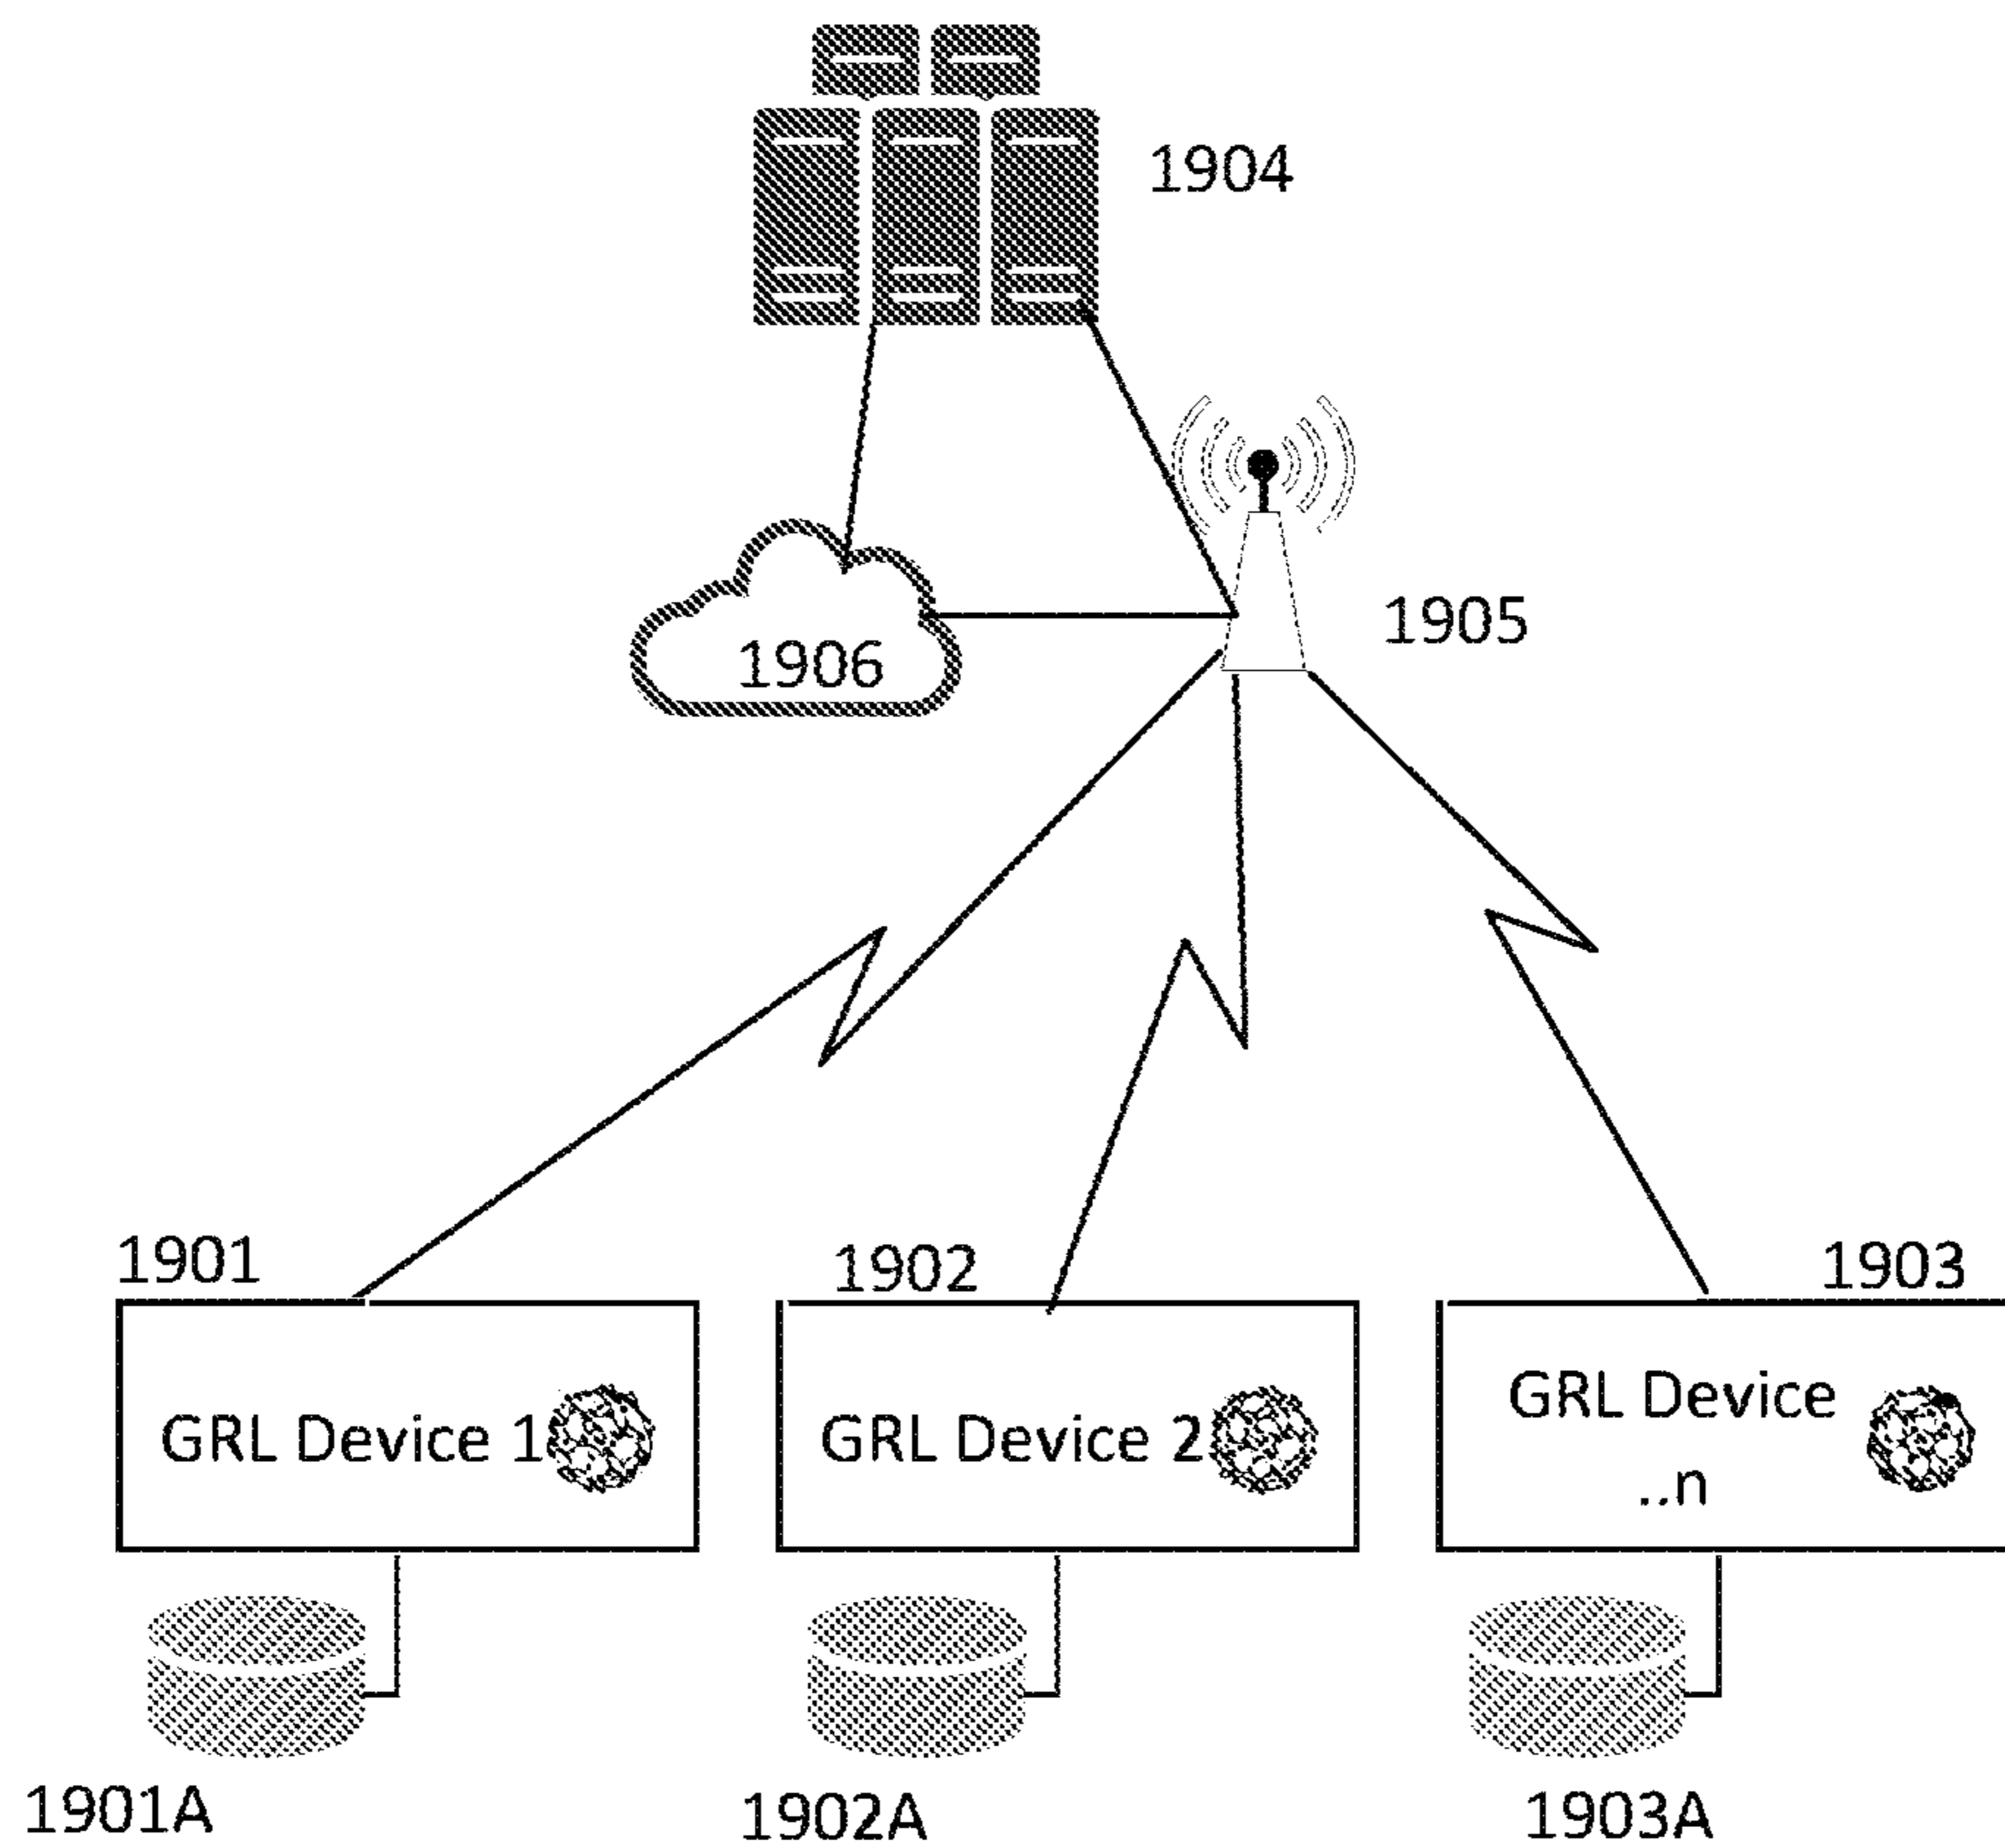 1904
1905
1906
1901
1902
1903
GRL Device 1
GRL Device 2
GRL Device
..n
1901A
1902A
1903A